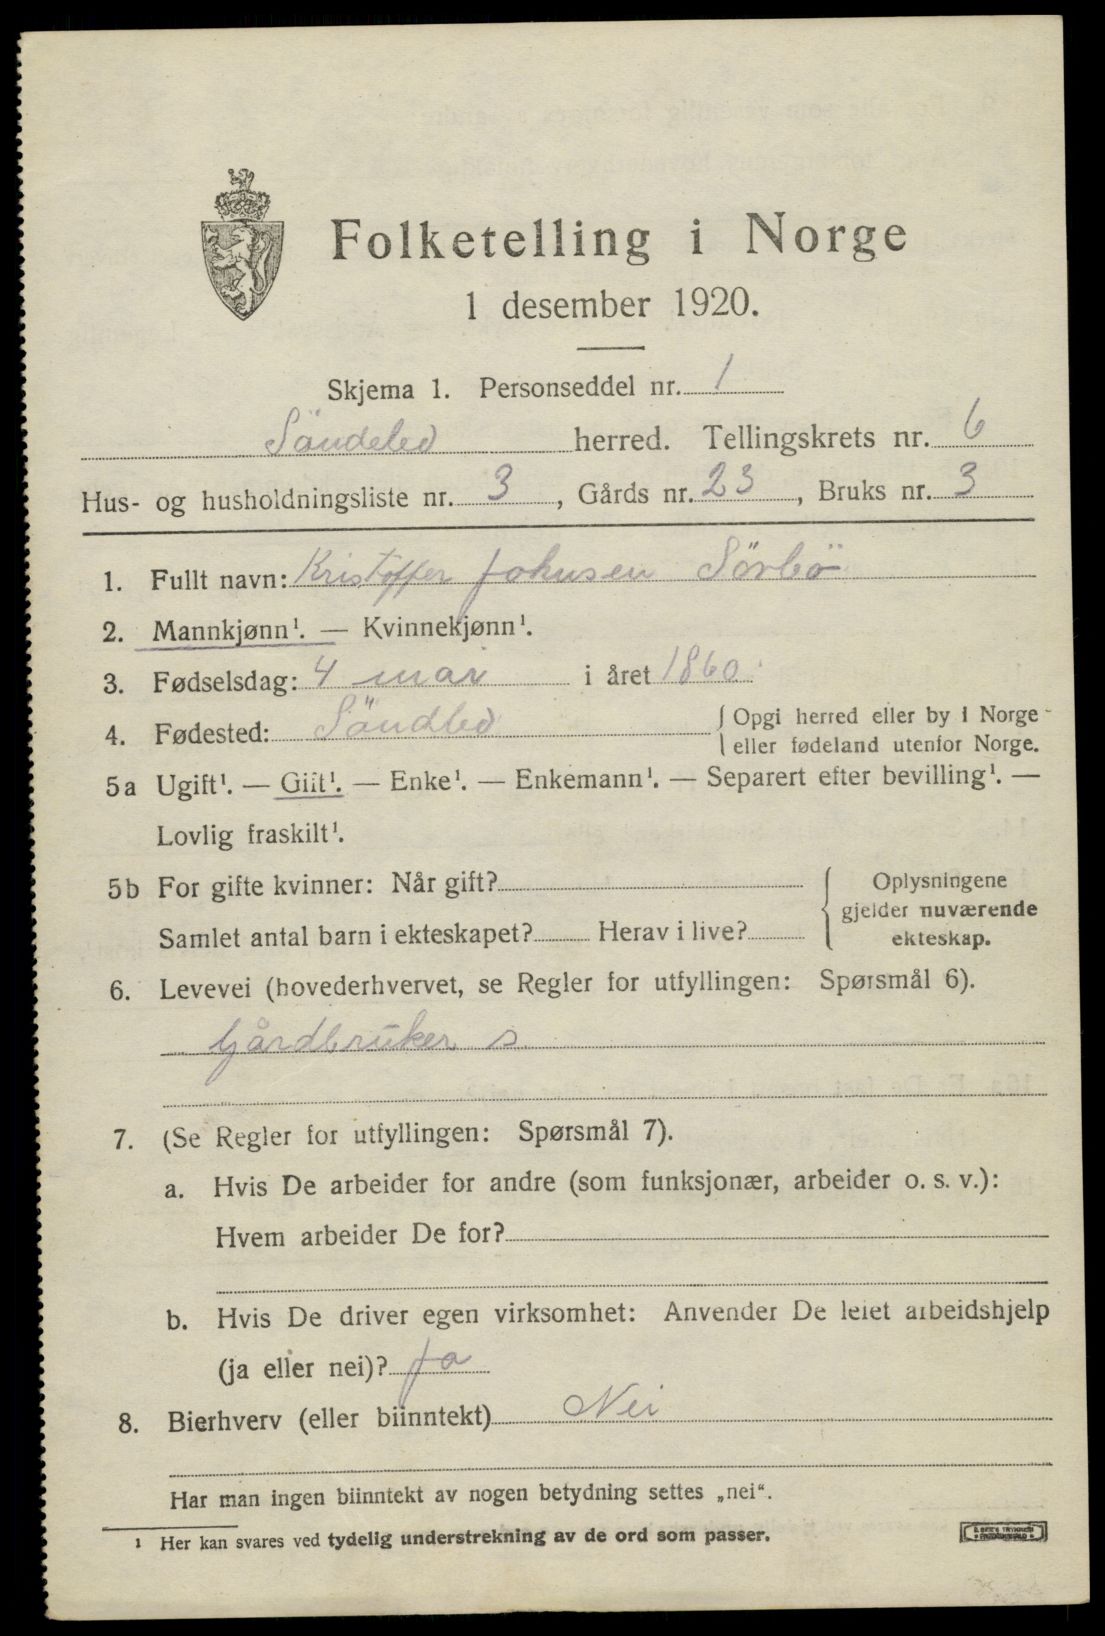 Folketelling i Norge
1 desember 1920.
Skjema 1. Personseddel nr. 1
Söndeled herred. Tellingskrets nr. 6
Hus- og husholdningsliste nr. 3, Gårds nr. 23, Bruks nr. 3
1. Fullt navn: Kristoffer Johnsen Sörbö
2. Mannkjønn¹. — Kvinnekjønn¹.
3. Fødselsdag: 4 mai i året 1860
4. Fødested: Söndled { Opgi herred eller by i Norge
eller fødeland utenfor Norge.
5a Ugift¹. — Gift¹. — Enke¹. — Enkemann¹. — Separert efter bevilling¹. —
Lovlig fraskilt¹.
5b For gifte kvinner: Når gift? { Oplysningene
gjelder nuværende
Samlet antal barn i ekteskapet? Herav i live? ekteskap.
6. Levevei (hovederhvervet, se Regler for utfyllingen: Spørsmål 6).
Gårdbruker s
7. (Se Regler for utfyllingen: Spørsmål 7).
a. Hvis De arbeider for andre (som funksjonær, arbeider o. s. v.):
Hvem arbeider De for?
b. Hvis De driver egen virksomhet: Anvender De leiet arbeidshjelp
(ja eller nei)? Ja
8. Bierhverv (eller biinntekt) Nei
Har man ingen biinntekt av nogen betydning settes „nei“.
¹ Her kan svares ved tydelig understrekning av de ord som passer.